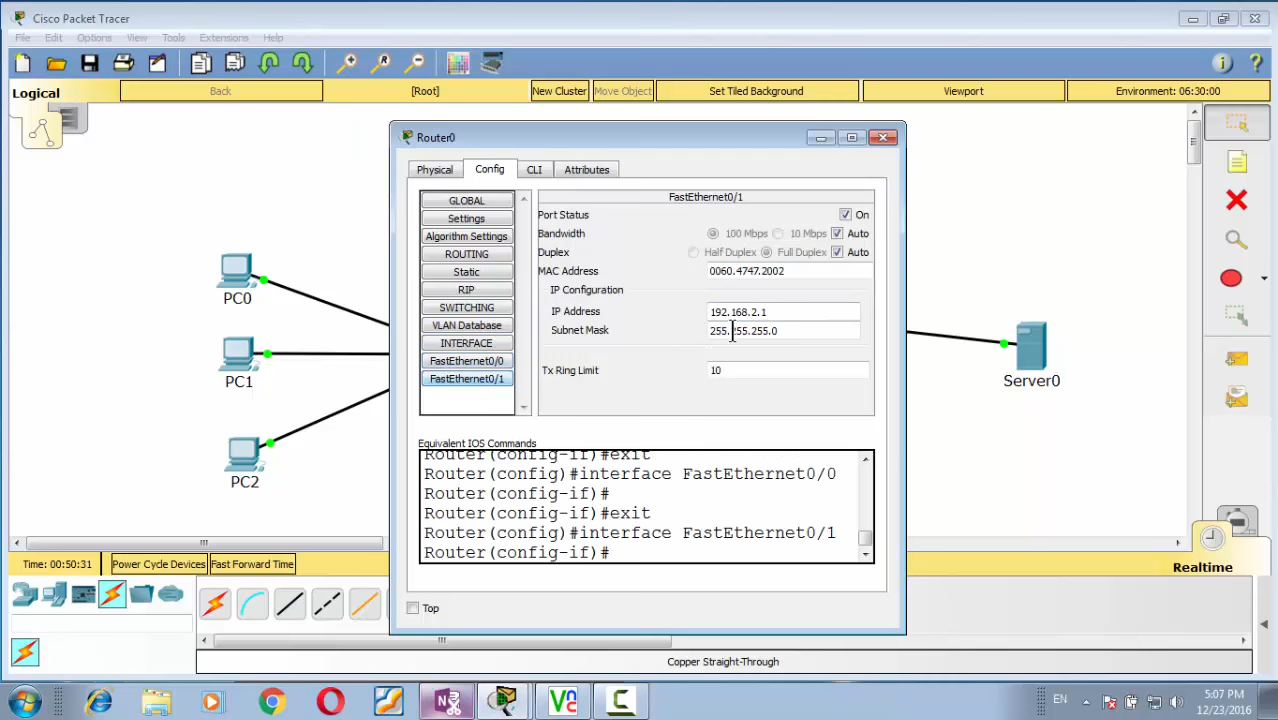 Cisco Packet Tracer
File Edit Options View Tools Extensions Help
Logical Back [Root] New Cluster Move Object Set Tiled Background Viewport Environment: 06:30:00
Router0
Physical Config CLI Attributes
GLOBAL
Settings
Algorithm Settings
ROUTING
Static
RIP
SWITCHING
VLAN Database
INTERFACE
FastEthernet0/0
FastEthernet0/1
FastEthernet0/1
Port Status On
Bandwidth 100 Mbps 10 Mbps Auto
Duplex Half Duplex Full Duplex Auto
MAC Address 0060.4747.2002
IP Configuration
IP Address 192.168.2.1
Subnet Mask 255.255.255.0
Tx Ring Limit 10
Equivalent IOS Commands
Router(config-if)#exit
Router(config)#interface FastEthernet0/0
Router(config-if)#
Router(config-if)#exit
Router(config)#interface FastEthernet0/1
Router(config-if)#
Top
PC0
PC1
PC2
Server0
Time: 00:50:31 Power Cycle Devices Fast Forward Time
Realtime
Copper Straight-Through
EN
5:07 PM
12/23/2016